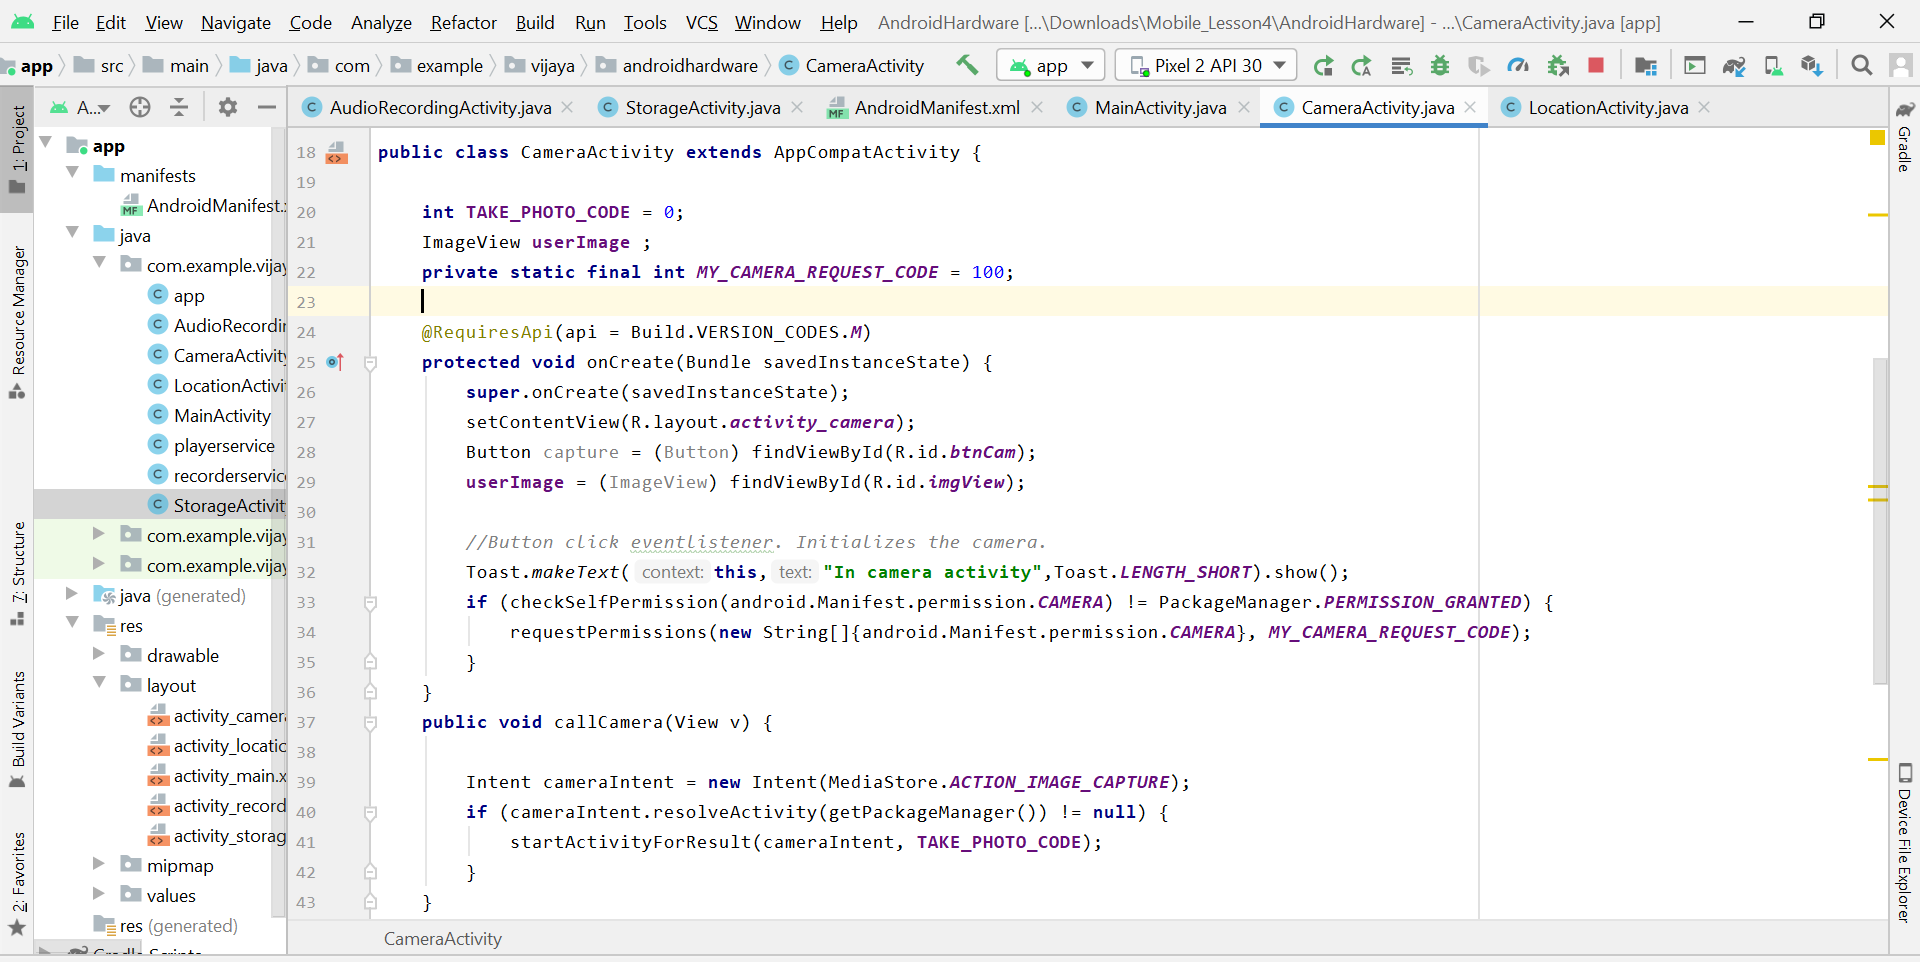 File Edit View Navigate Code Analyze Refactor Build Run Tools VCS Window Help AndroidHardware [...\Downloads\Mobile_Lesson4\AndroidHardware] - ...\CameraActivity.java [app]
app src main java com example vijaya androidhardware CameraActivity app Pixel 2 API 30
A... AudioRecordingActivity.java StorageActivity.java AndroidManifest.xml MainActivity.java CameraActivity.java LocationActivity.java
1: Project
Resource Manager
Z: Structure
Build Variants
2: Favorites
app
manifests
AndroidManifest.
java
com.example.vijay
app
AudioRecordin
CameraActivity
LocationActivi
MainActivity
playerservice
recorderservice
StorageActivit
com.example.vijay
com.example.vijay
java (generated)
res
drawable
layout
activity_camera
activity_locatio
activity_main.x
activity_record
activity_storag
mipmap
values
res (generated)
Gradle Scripts
18 public class CameraActivity extends AppCompatActivity {
19
20 int TAKE_PHOTO_CODE = 0;
21 ImageView userImage ;
22 private static final int MY_CAMERA_REQUEST_CODE = 100;
23
24 @RequiresApi(api = Build.VERSION_CODES.M)
25 protected void onCreate(Bundle savedInstanceState) {
26 super.onCreate(savedInstanceState);
27 setContentView(R.layout.activity_camera);
28 Button capture = (Button) findViewById(R.id.btnCam);
29 userImage = (ImageView) findViewById(R.id.imgView);
30
31 //Button click eventlistener. Initializes the camera.
32 Toast.makeText( context: this, text: "In camera activity",Toast.LENGTH_SHORT).show();
33 if (checkSelfPermission(android.Manifest.permission.CAMERA) != PackageManager.PERMISSION_GRANTED) {
34 requestPermissions(new String[]{android.Manifest.permission.CAMERA}, MY_CAMERA_REQUEST_CODE);
35 }
36 }
37 public void callCamera(View v) {
38
39 Intent cameraIntent = new Intent(MediaStore.ACTION_IMAGE_CAPTURE);
40 if (cameraIntent.resolveActivity(getPackageManager()) != null) {
41 startActivityForResult(cameraIntent, TAKE_PHOTO_CODE);
42 }
43 }
CameraActivity
Gradle
Device File Explorer